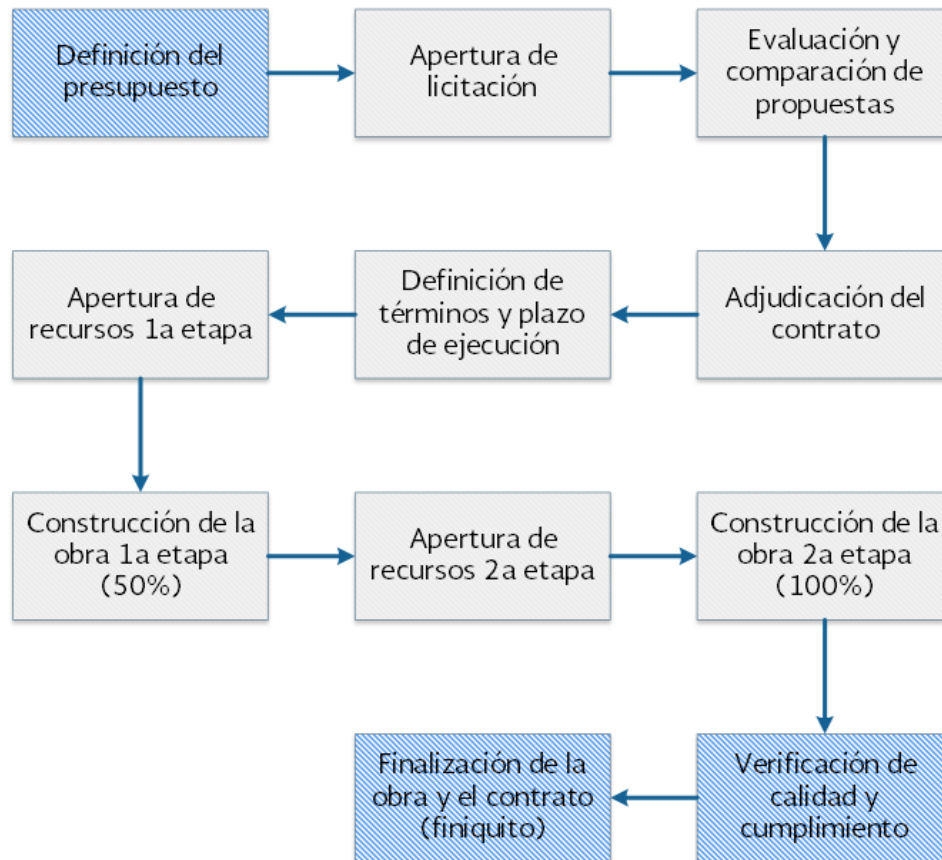 Definición del
presupuesto
Apertura de
licitación
Evaluación y
comparación de
propuestas
Adjudicación del
contrato
Definición de
términos y plazo
de ejecución
Apertura de
recursos 1a etapa
Construcción de la
obra 1a etapa
(50%)
Apertura de
recursos 2a etapa
Construcción de la
obra 2a etapa
(100%)
Verificación de
calidad y
cumplimiento
Finalización de la
obra y el contrato
(finiquito)